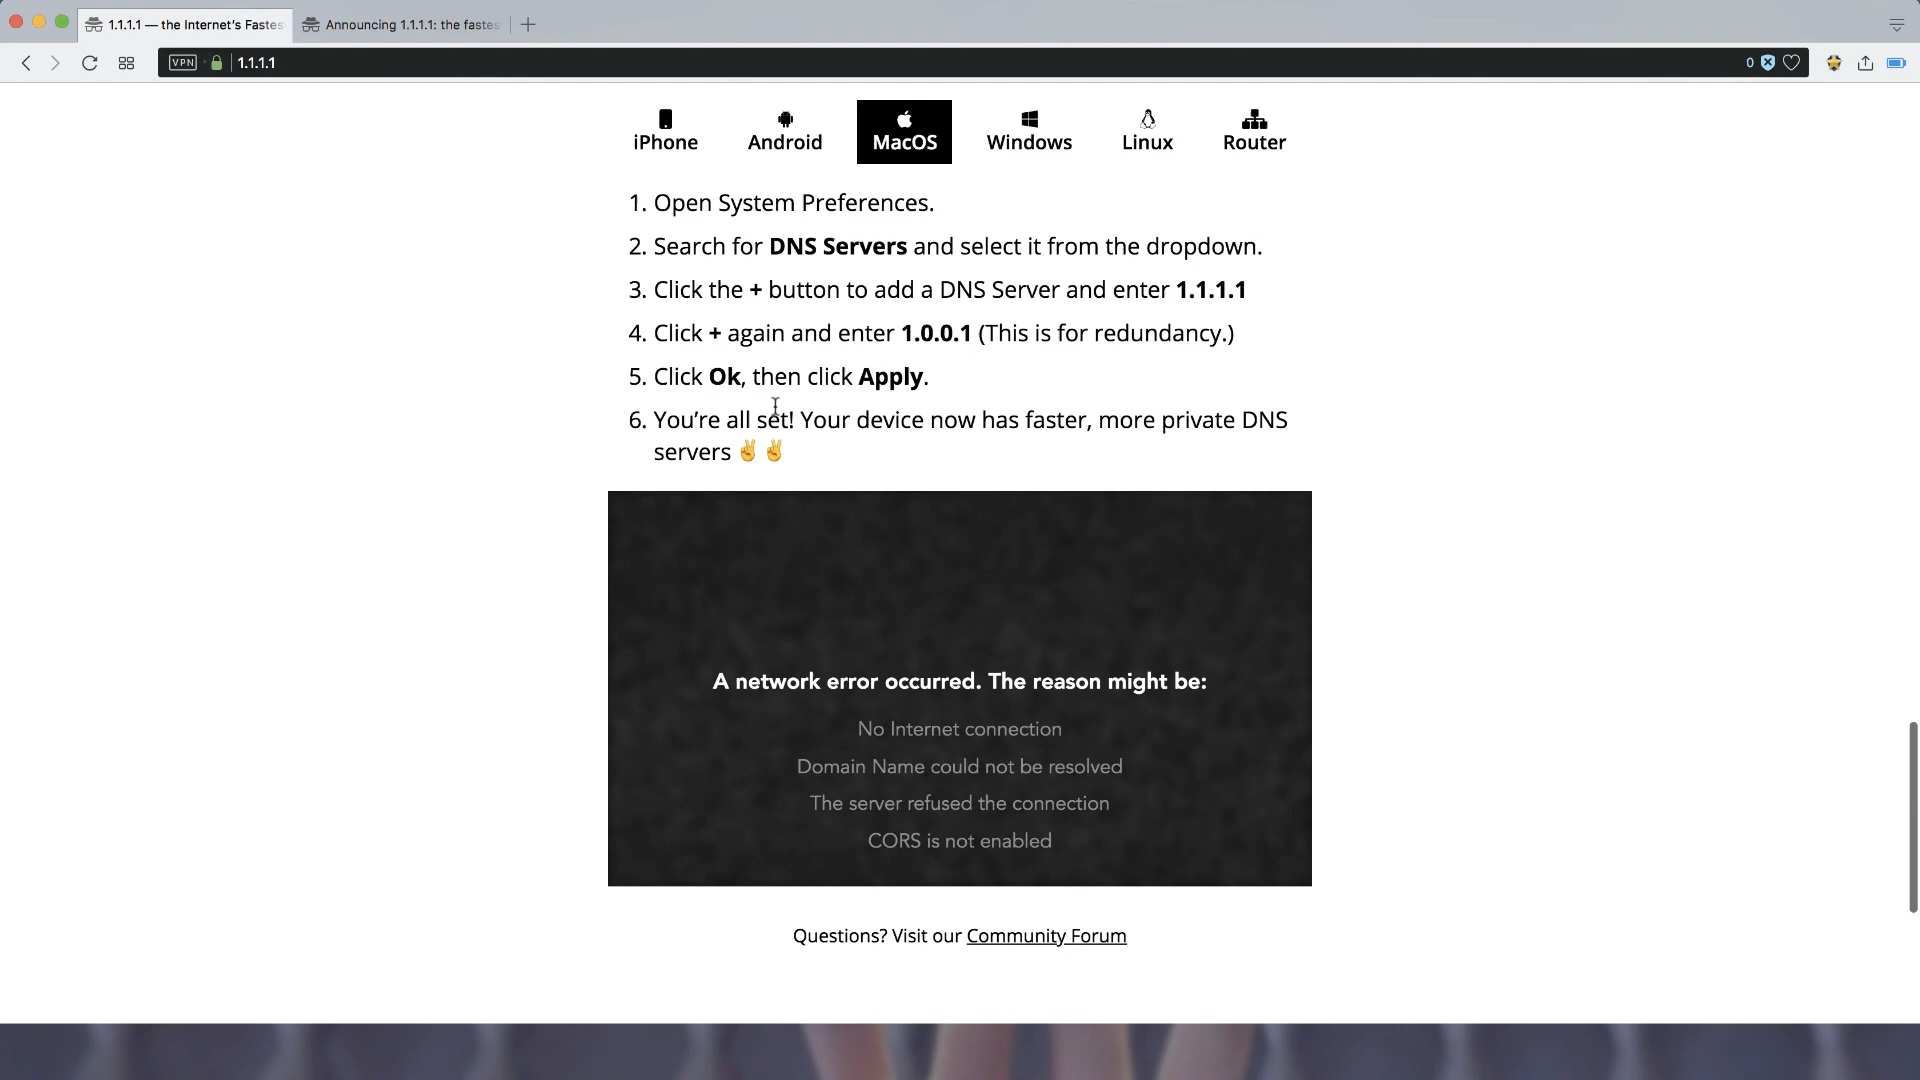 1.1.1.1 — the Internet's Fastes
Announcing 1.1.1.1: the fastes
VPN
1.1.1.1
0
iPhone
Android
MacOS
Windows
Linux
Router
1. Open System Preferences.
2. Search for DNS Servers and select it from the dropdown.
3. Click the + button to add a DNS Server and enter 1.1.1.1
4. Click + again and enter 1.0.0.1 (This is for redundancy.)
5. Click Ok, then click Apply.
6. You’re all set! Your device now has faster, more private DNS
servers ✌️✌️
A network error occurred. The reason might be:
No Internet connection
Domain Name could not be resolved
The server refused the connection
CORS is not enabled
Questions? Visit our Community Forum